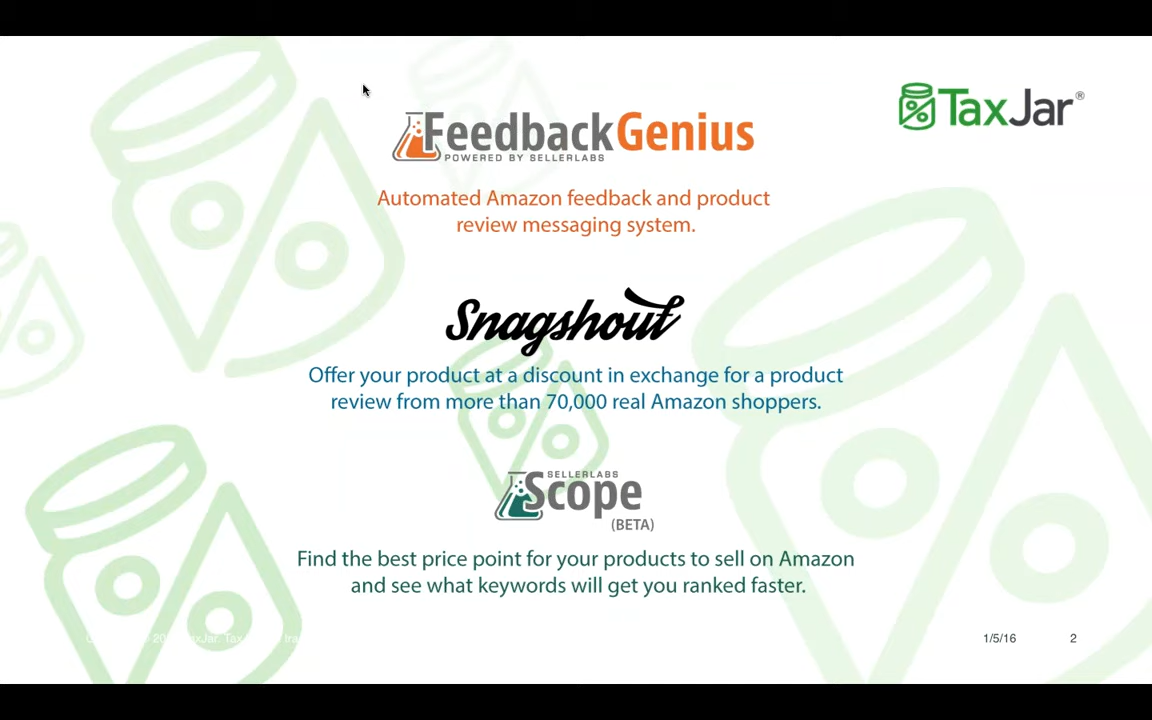 TaxJar®
FeedbackGenius
POWERED BY SELLERLABS
Automated Amazon feedback and product
review messaging system.
Snagshout
Offer your product at a discount in exchange for a product
review from more than 70,000 real Amazon shoppers.
SELLERLABS
Scope
(BETA)
Find the best price point for your products to sell on Amazon
and see what keywords will get you ranked faster.
1/5/16 2